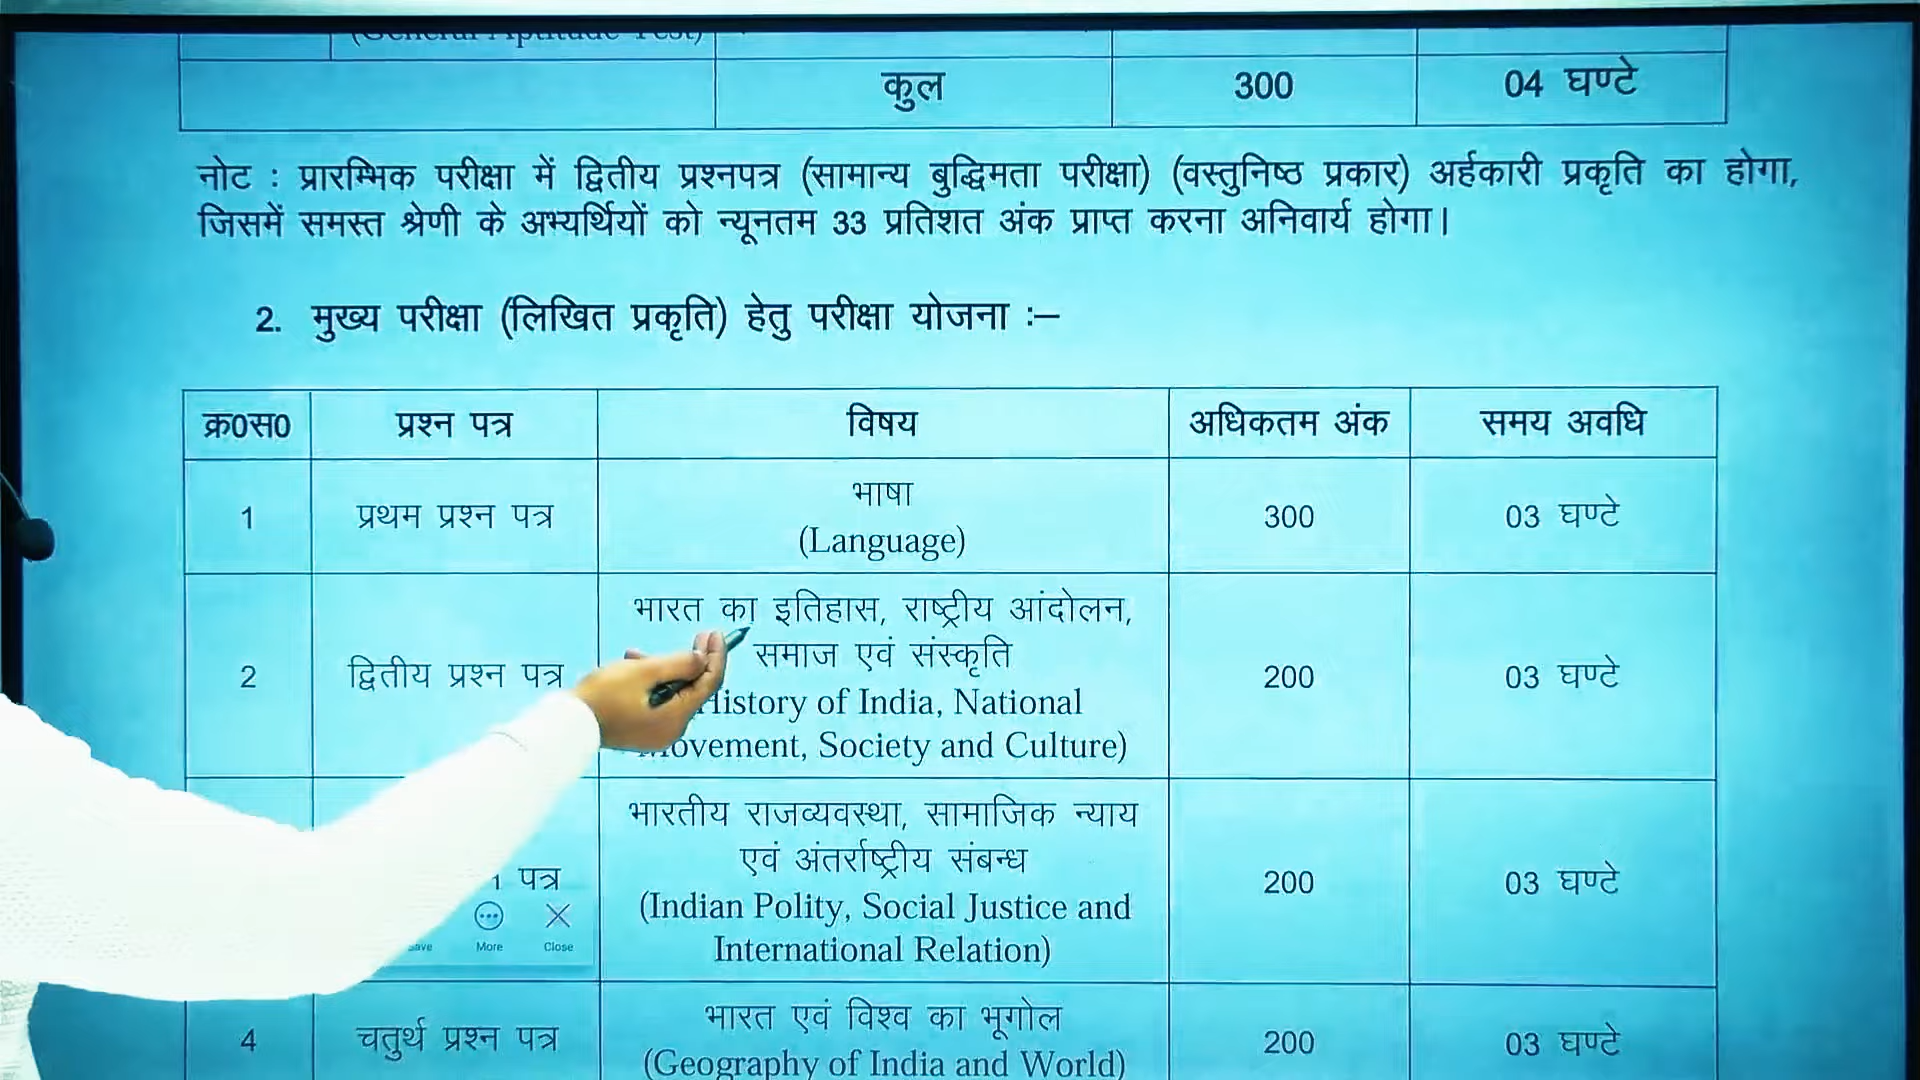 (General Aptitude Test)
कुल 300 04 घण्टे
नोट : प्रारम्भिक परीक्षा में द्वितीय प्रश्नपत्र (सामान्य बुद्धिमता परीक्षा) (वस्तुनिष्ठ प्रकार) अर्हकारी प्रकृति का होगा,
जिसमें समस्त श्रेणी के अभ्यर्थियों को न्यूनतम 33 प्रतिशत अंक प्राप्त करना अनिवार्य होगा।
2. मुख्य परीक्षा (लिखित प्रकृति) हेतु परीक्षा योजना :–
क्र0स0 प्रश्न पत्र विषय अधिकतम अंक समय अवधि
1 प्रथम प्रश्न पत्र भाषा (Language) 300 03 घण्टे
2 द्वितीय प्रश्न पत्र
भारत का इतिहास, राष्ट्रीय आंदोलन,
समाज एवं संस्कृति
History of India, National
Movement, Society and Culture)
200 03 घण्टे
पत्र
भारतीय राजव्यवस्था, सामाजिक न्याय
एवं अंतर्राष्ट्रीय संबन्ध
(Indian Polity, Social Justice and
International Relation)
200 03 घण्टे
More Close
4 चतुर्थ प्रश्न पत्र
भारत एवं विश्व का भूगोल
(Geography of India and World)
200 03 घण्टे